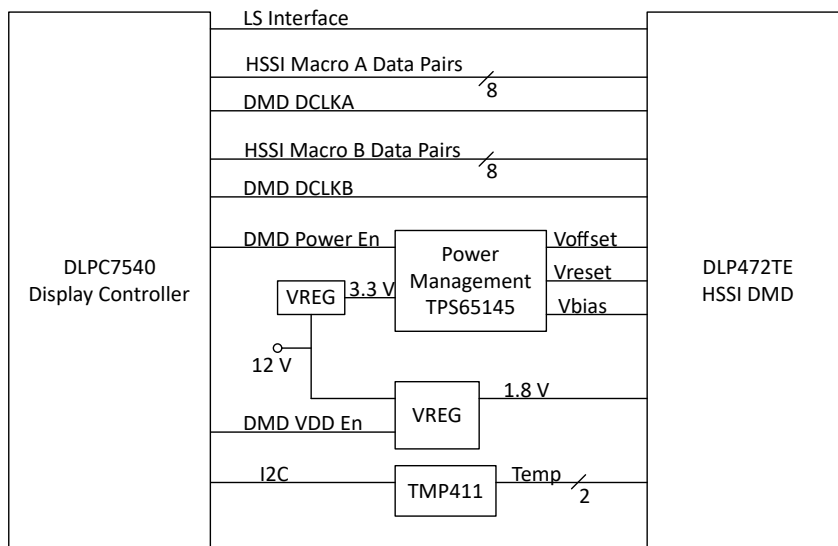 LS Interface
HSSI Macro A Data Pairs
8
DMD DCLKA
HSSI Macro B Data Pairs
8
DMD DCLKB
DLPC7540
Display Controller
DMD Power En
Power
Management
TPS65145
Voffset
Vreset
Vbias
DLP472TE
HSSI DMD
VREG
3.3 V
12 V
VREG
1.8 V
DMD VDD En
I2C
TMP411
Temp
2